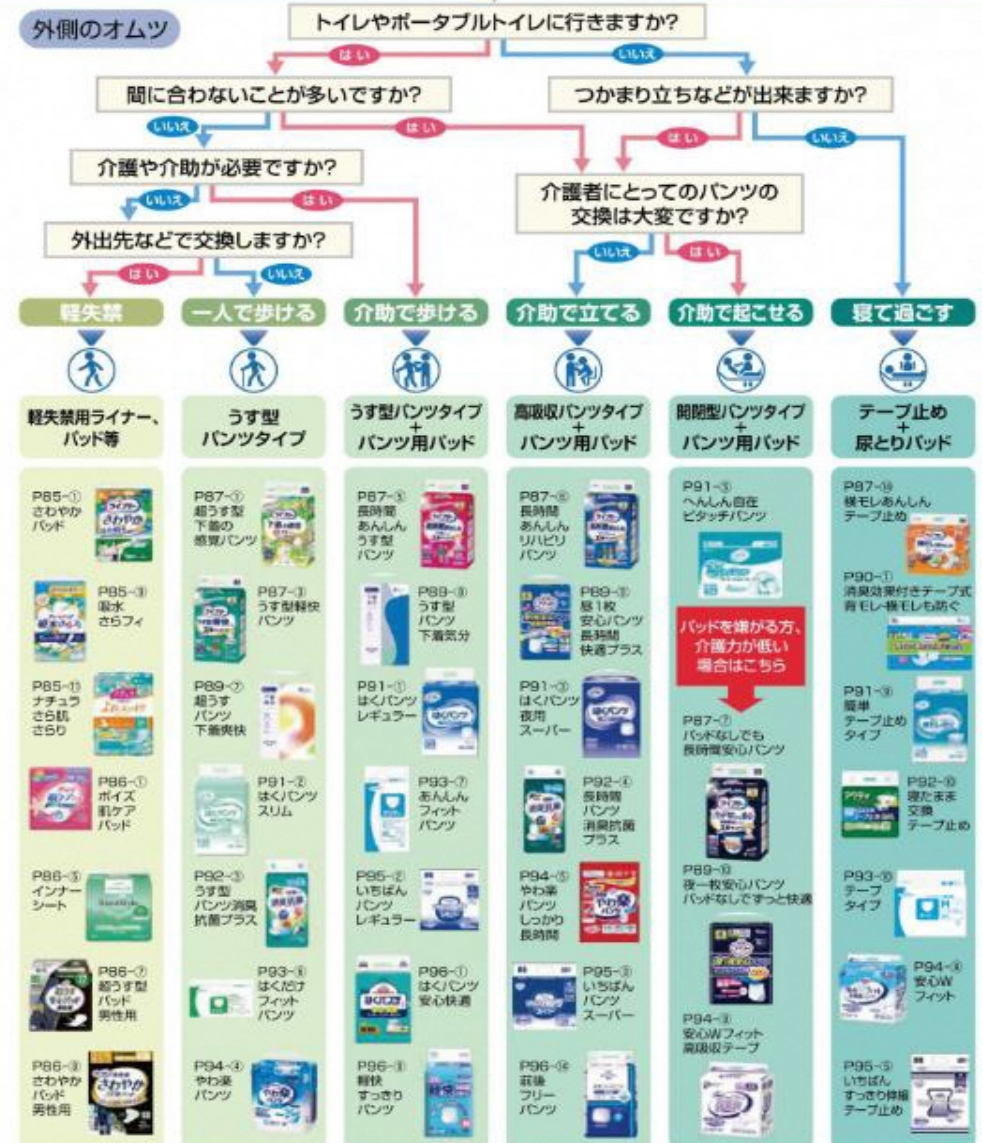 外側のオムツ
トイレやポータブルトイレに行きますか?
はい
いいえ
間に合わないことが多いですか?
つかまり立ちなどが出来ますか?
いいえ
はい
はい
いいえ
介護や介助が必要ですか?
介護者にとってのパンツの
交換は大変ですか?
いいえ
はい
外出先などで交換しますか?
いいえ
はい
はい
いいえ
軽失禁
一人で歩ける
介助で歩ける
介助で立てる
介助で起こせる
寝て過ごす
軽失禁用ライナー、
パッド等
うす型
パンツタイプ
うす型パンツタイプ
+
パンツ用パッド
高吸収パンツタイプ
+
パンツ用パッド
開閉型パンツタイプ
+
パンツ用パッド
テープ止め
+
尿とりパッド
P85-①
さわやか
パッド
P85-③
吸水
さらフィ
P85-⑪
ナチュラ
さら肌
さらり
P86-①
ポイズ
肌ケア
パッド
P86-⑤
インナー
シート
P86-⑦
超うす型
パッド
男性用
P86-⑨
さわやか
パッド
男性用
P87-①
超うす型
下着の
感覚パンツ
P87-③
うす型軽快
パンツ
P89-⑦
超うす
パンツ
下着爽快
P91-②
はくパンツ
スリム
P92-③
うす型
パンツ消臭
抗菌プラス
P93-⑥
はくだけ
フィット
パンツ
P94-④
やわ楽
パンツ
P87-⑤
長時間
あんしん
うす型
パンツ
P89-⑧
うす型
パンツ
下着気分
P91-①
はくパンツ
レギュラー
P93-⑦
あんしん
フィット
パンツ
P95-②
いちばん
パンツ
レギュラー
P96-①
はくパンツ
安心快適
P96-⑧
軽快
すっきり
パンツ
P87-⑥
長時間
あんしん
リハビリ
パンツ
P89-⑨
昼1枚
安心パンツ
長時間
快適プラス
P91-③
はくパンツ
夜用
スーパー
P92-④
長時間
パンツ
消臭抗菌
プラス
P94-⑤
やわ楽
パンツ
しっかり
長時間
P95-③
いちばん
パンツ
スーパー
P96-⑭
前後
フリー
パンツ
P91-⑤
へんしん自在
ピタッチパンツ
パッドを嫌がる方、
介護力が低い
場合はこちら
P87-⑦
パッドなしでも
長時間安心パンツ
P89-⑩
夜一枚安心パンツ
パッドなしでずっと快適
P94-⑨
安心Wフィット
高吸収テープ
P87-⑭
横モレあんしん
テープ止め
P90-①
消臭効果付きテープ式
背モレ・横モレも防ぐ
P91-⑨
簡単
テープ止め
タイプ
P92-⑩
寝たまま
交換
テープ止め
P93-⑩
テープ
タイプ
P94-⑧
安心W
フィット
P95-⑤
いちばん
すっきり伸縮
テープ止め